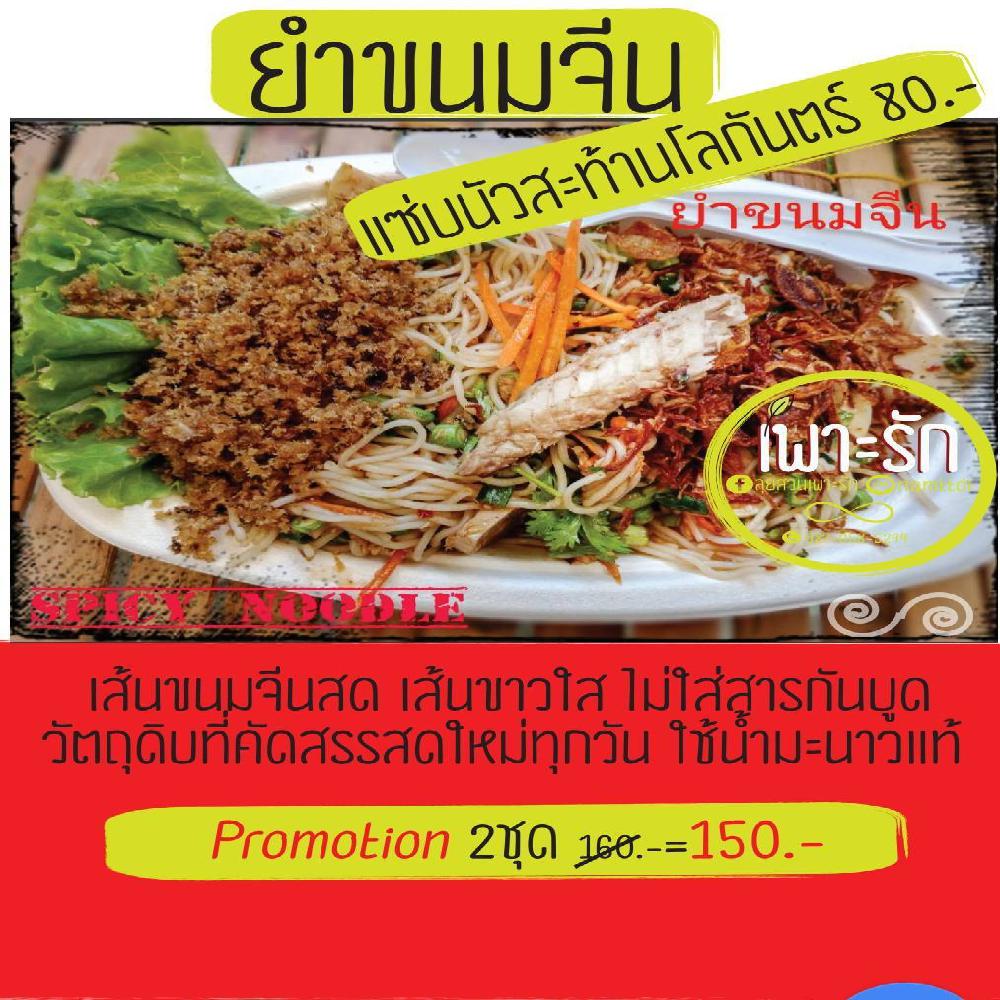 ยำขนมจีน
แซ่บนัวสะท้านโลกันตร์ 80.-
ยำขนมจีน
เพาะรัก
SPICY NOODLE
เส้นขนมจีนสด เส้นขาวใส ไม่ใส่สารกันบูด
วัตถุดิบที่คัดสรรสดใหม่ทุกวัน ใช้น้ำมะนาวแท้
Promotion 2ชุด 160.-=150.-